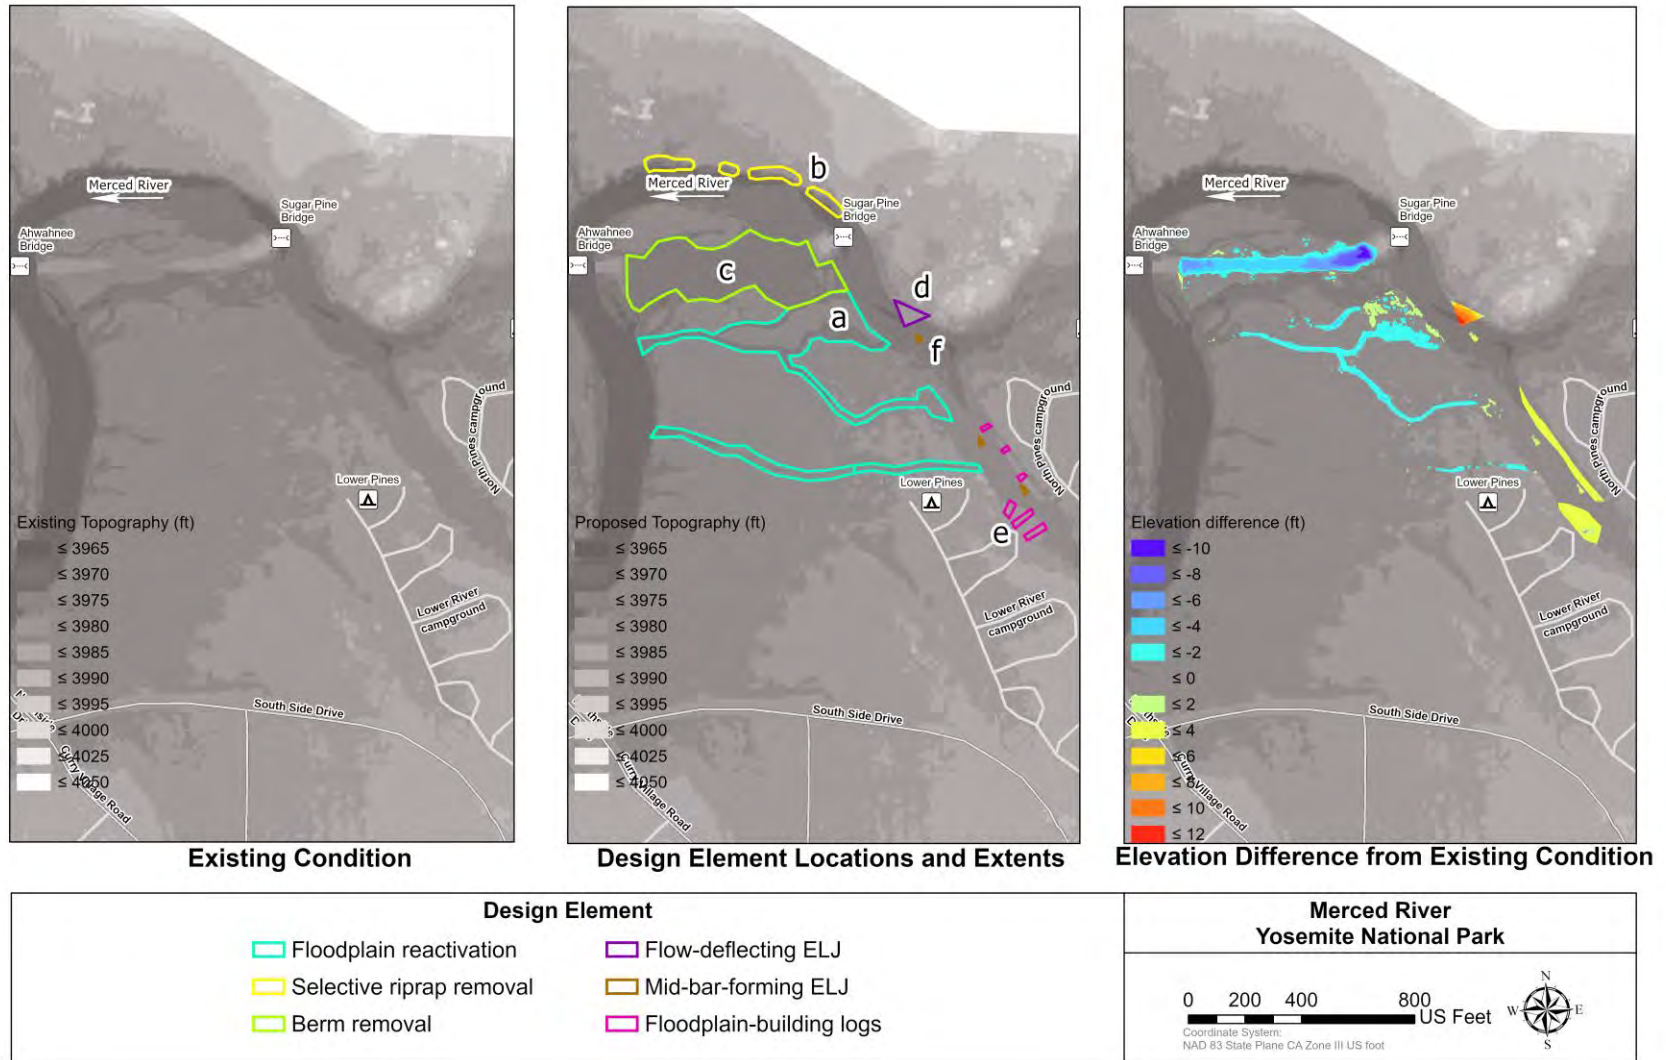 Merced River
Sugar Pine
Bridge
Ahwahnee
Bridge
North Pines campground
Lower Pines
Existing Topography (ft)
≤ 3965
≤ 3970
≤ 3975
≤ 3980
≤ 3985
≤ 3990
≤ 3995
≤ 4000
≤ 4025
≤ 4050
Lower River
campground
South Side Drive
Curry Village Road
Existing Condition
b
Merced River
Sugar Pine
Bridge
Ahwahnee
Bridge
c
d
a
f
North Pines campground
Lower Pines
e
Proposed Topography (ft)
≤ 3965
≤ 3970
≤ 3975
≤ 3980
≤ 3985
≤ 3990
≤ 3995
≤ 4000
≤ 4025
≤ 4050
Lower River
campground
South Side Drive
Curry Village Road
Design Element Locations and Extents
Merced River
Sugar Pine
Bridge
Ahwahnee
Bridge
North Pines campground
Lower Pines
Elevation difference (ft)
≤ -10
≤ -8
≤ -6
≤ -4
≤ -2
≤ 0
≤ 2
≤ 4
≤ 6
≤ 8
≤ 10
≤ 12
Lower River
campground
South Side Drive
Curry Village Road
Elevation Difference from Existing Condition
Design Element
Floodplain reactivation
Selective riprap removal
Berm removal
Flow-deflecting ELJ
Mid-bar-forming ELJ
Floodplain-building logs
Merced River
Yosemite National Park
0 200 400 800
US Feet
Coordinate System:
NAD 83 State Plane CA Zone III US foot
N
W E
S